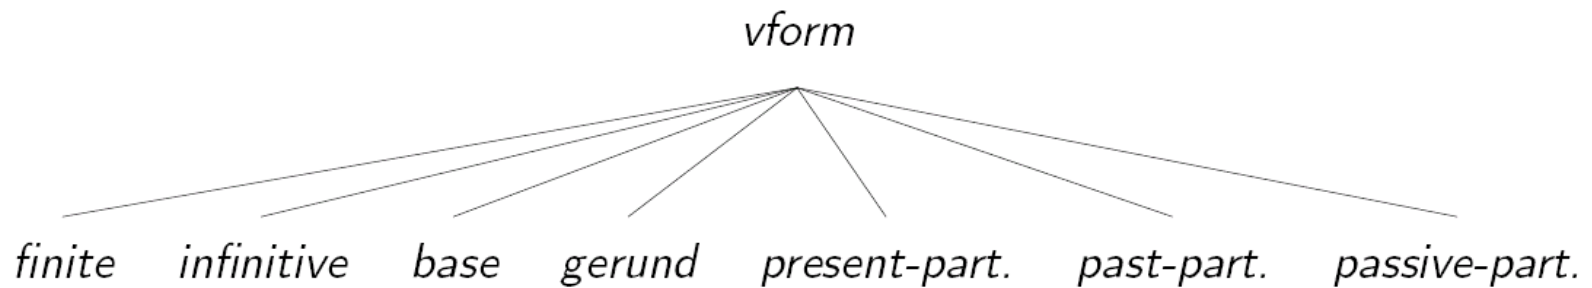 vform
finite infinitive base gerund present-part. past-part. passive-part.